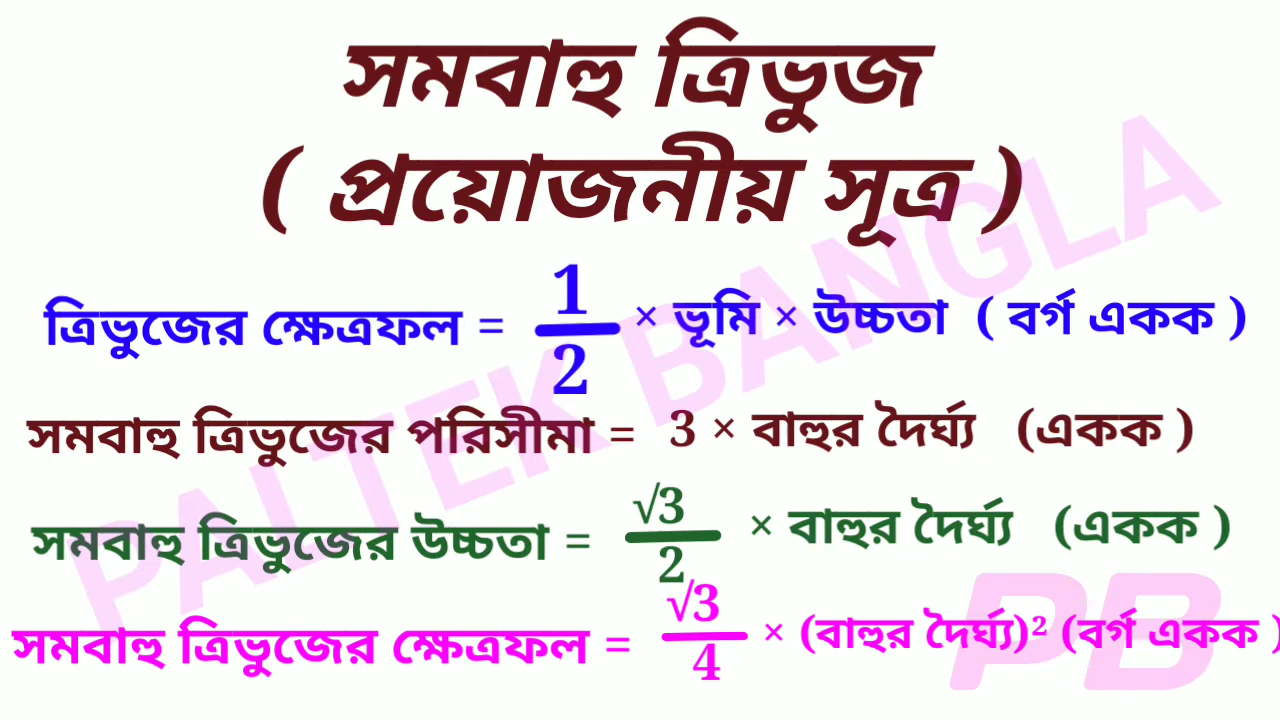 সমবাহু ত্রিভুজ
( প্রয়োজনীয় সূত্র )
ত্রিভুজের ক্ষেত্রফল = 1/2 × ভূমি × উচ্চতা ( বর্গ একক )
সমবাহু ত্রিভুজের পরিসীমা = 3 × বাহুর দৈর্ঘ্য (একক )
সমবাহু ত্রিভুজের উচ্চতা = √3/2 × বাহুর দৈর্ঘ্য (একক )
সমবাহু ত্রিভুজের ক্ষেত্রফল = √3/4 × (বাহুর দৈর্ঘ্য)² (বর্গ একক )
PALTEK BANGLA
PB